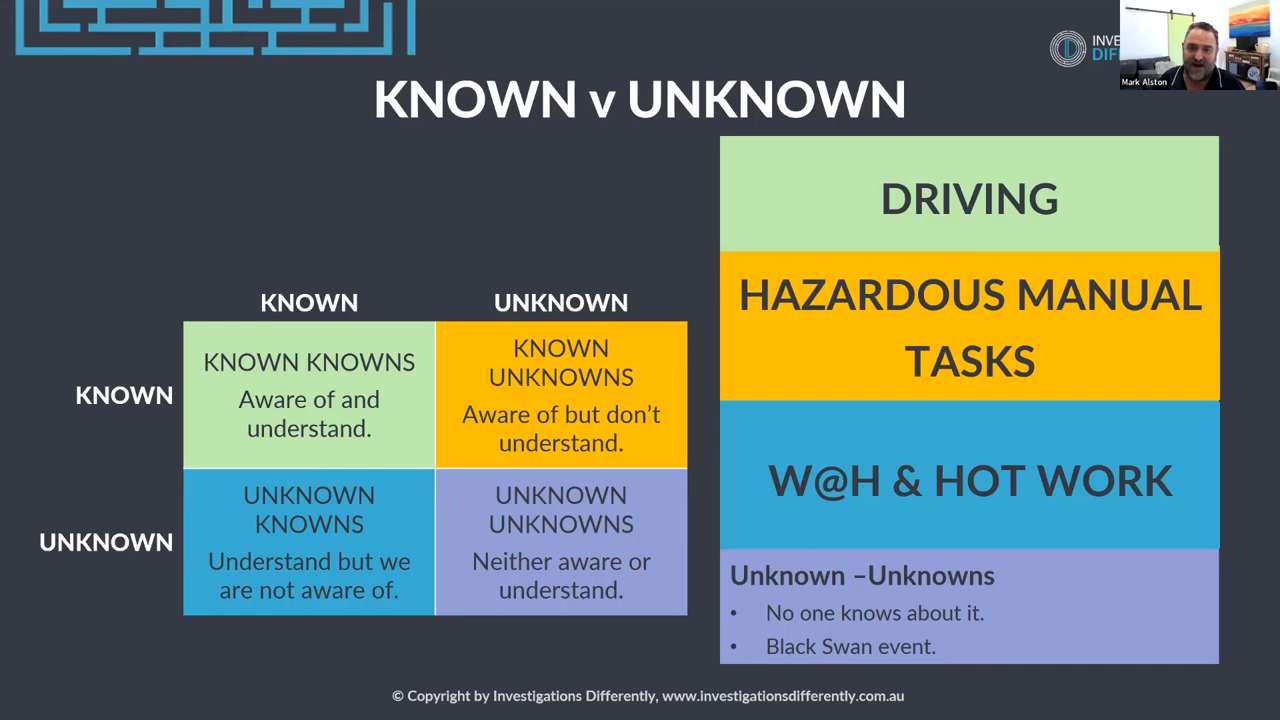 INVE
DIF
Mark Alston
KNOWN v UNKNOWN
KNOWN
UNKNOWN
KNOWN
KNOWN KNOWNS
Aware of and
understand.
KNOWN
UNKNOWNS
Aware of but don’t
understand.
UNKNOWN
UNKNOWN
KNOWNS
Understand but we
are not aware of.
UNKNOWN
UNKNOWNS
Neither aware or
understand.
DRIVING
HAZARDOUS MANUAL
TASKS
W@H & HOT WORK
Unknown –Unknowns
• No one knows about it.
• Black Swan event.
© Copyright by Investigations Differently, www.investigationsdifferently.com.au